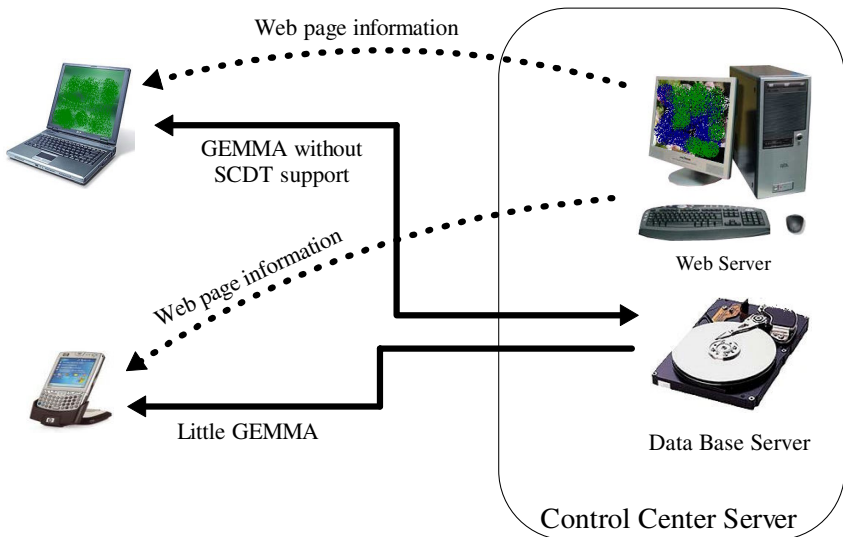 Web page information
GEMMA without
SCDT support
Web page information
Web Server
Little GEMMA
Data Base Server
Control Center Server